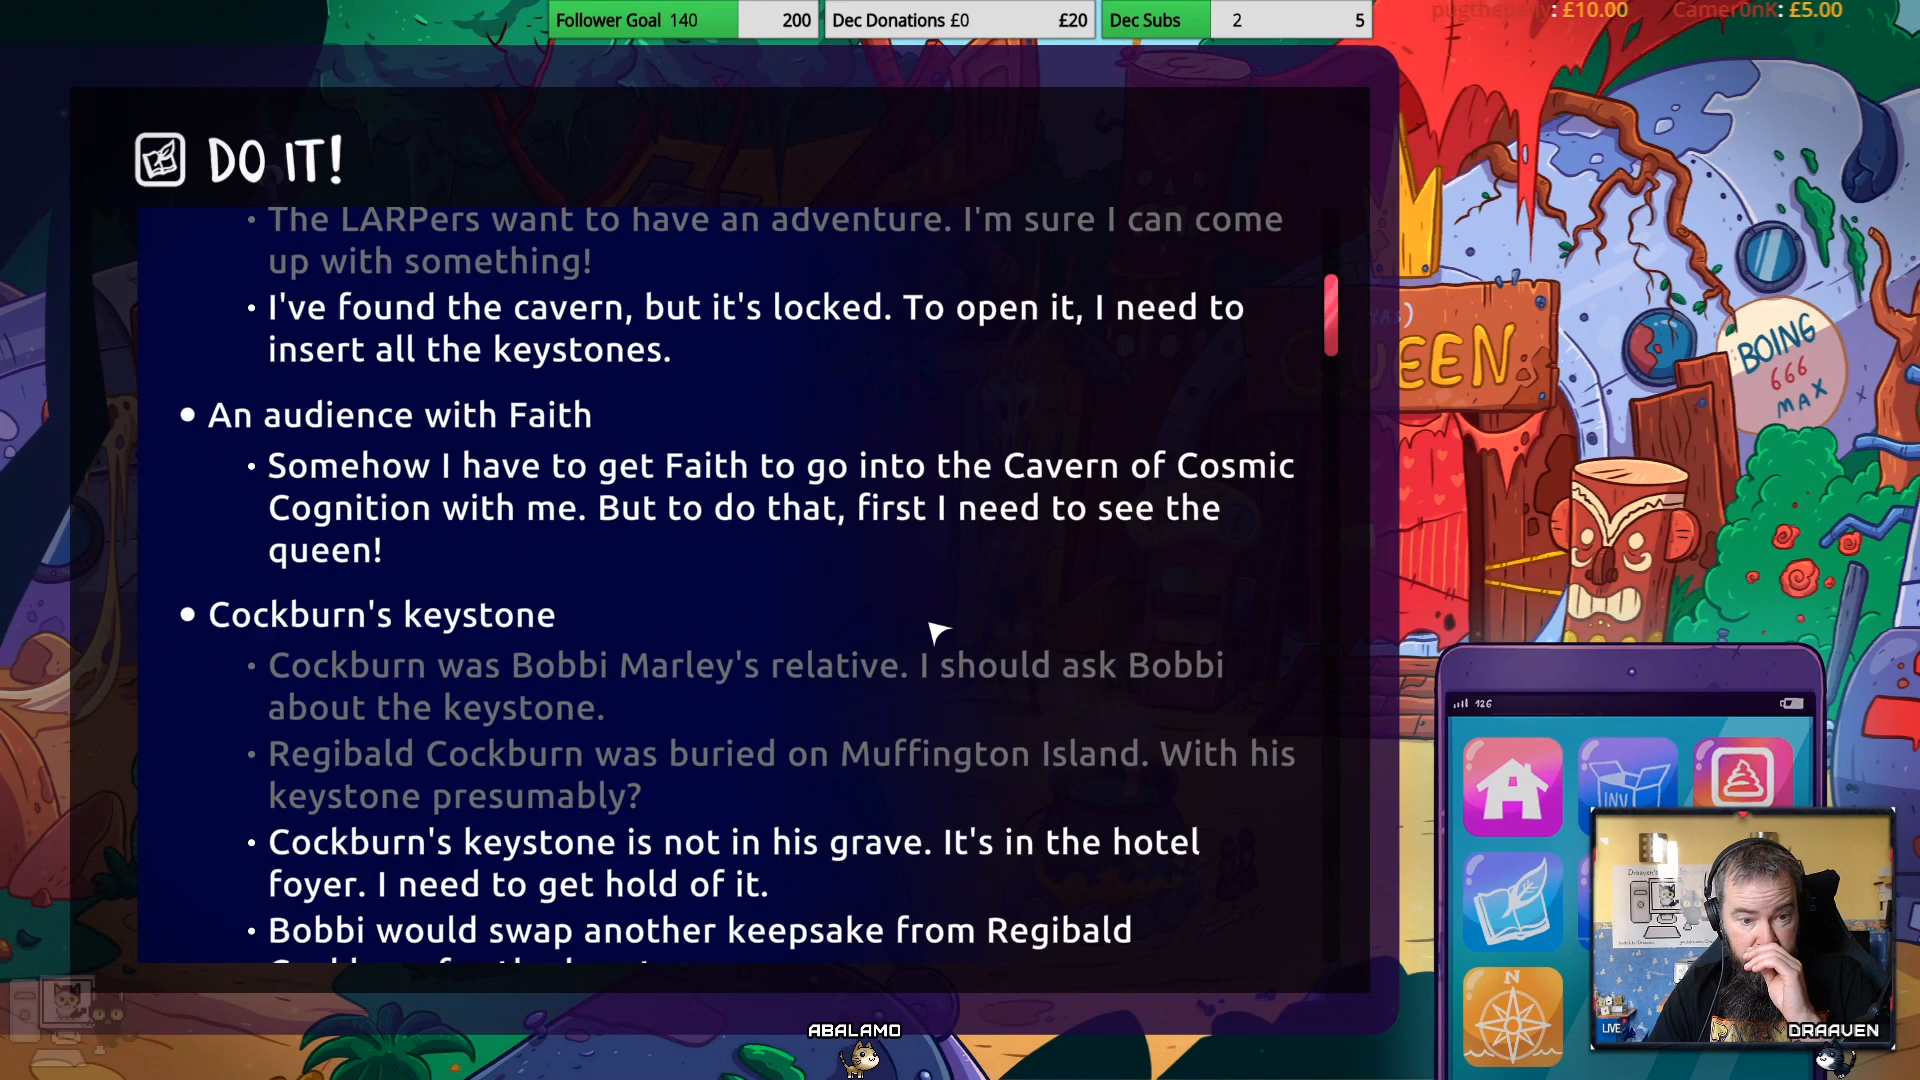 Follower Goal 140 200
Dec Donations £0 £20
Dec Subs 2 5
: £10.00
Camer0nK: £5.00
DO IT!
• The LARPers want to have an adventure. I'm sure I can come
up with something!
• I've found the cavern, but it's locked. To open it, I need to
insert all the keystones.
• An audience with Faith
• Somehow I have to get Faith to go into the Cavern of Cosmic
Cognition with me. But to do that, first I need to see the
queen!
• Cockburn's keystone
• Cockburn was Bobbi Marley's relative. I should ask Bobbi
about the keystone.
• Regibald Cockburn was buried on Muffington Island. With his
keystone presumably?
• Cockburn's keystone is not in his grave. It's in the hotel
foyer. I need to get hold of it.
• Bobbi would swap another keepsake from Regibald
QUEEN
BOING
666
MAX
126
INV
N
LIVE
DRAAVEN
ABALAMO